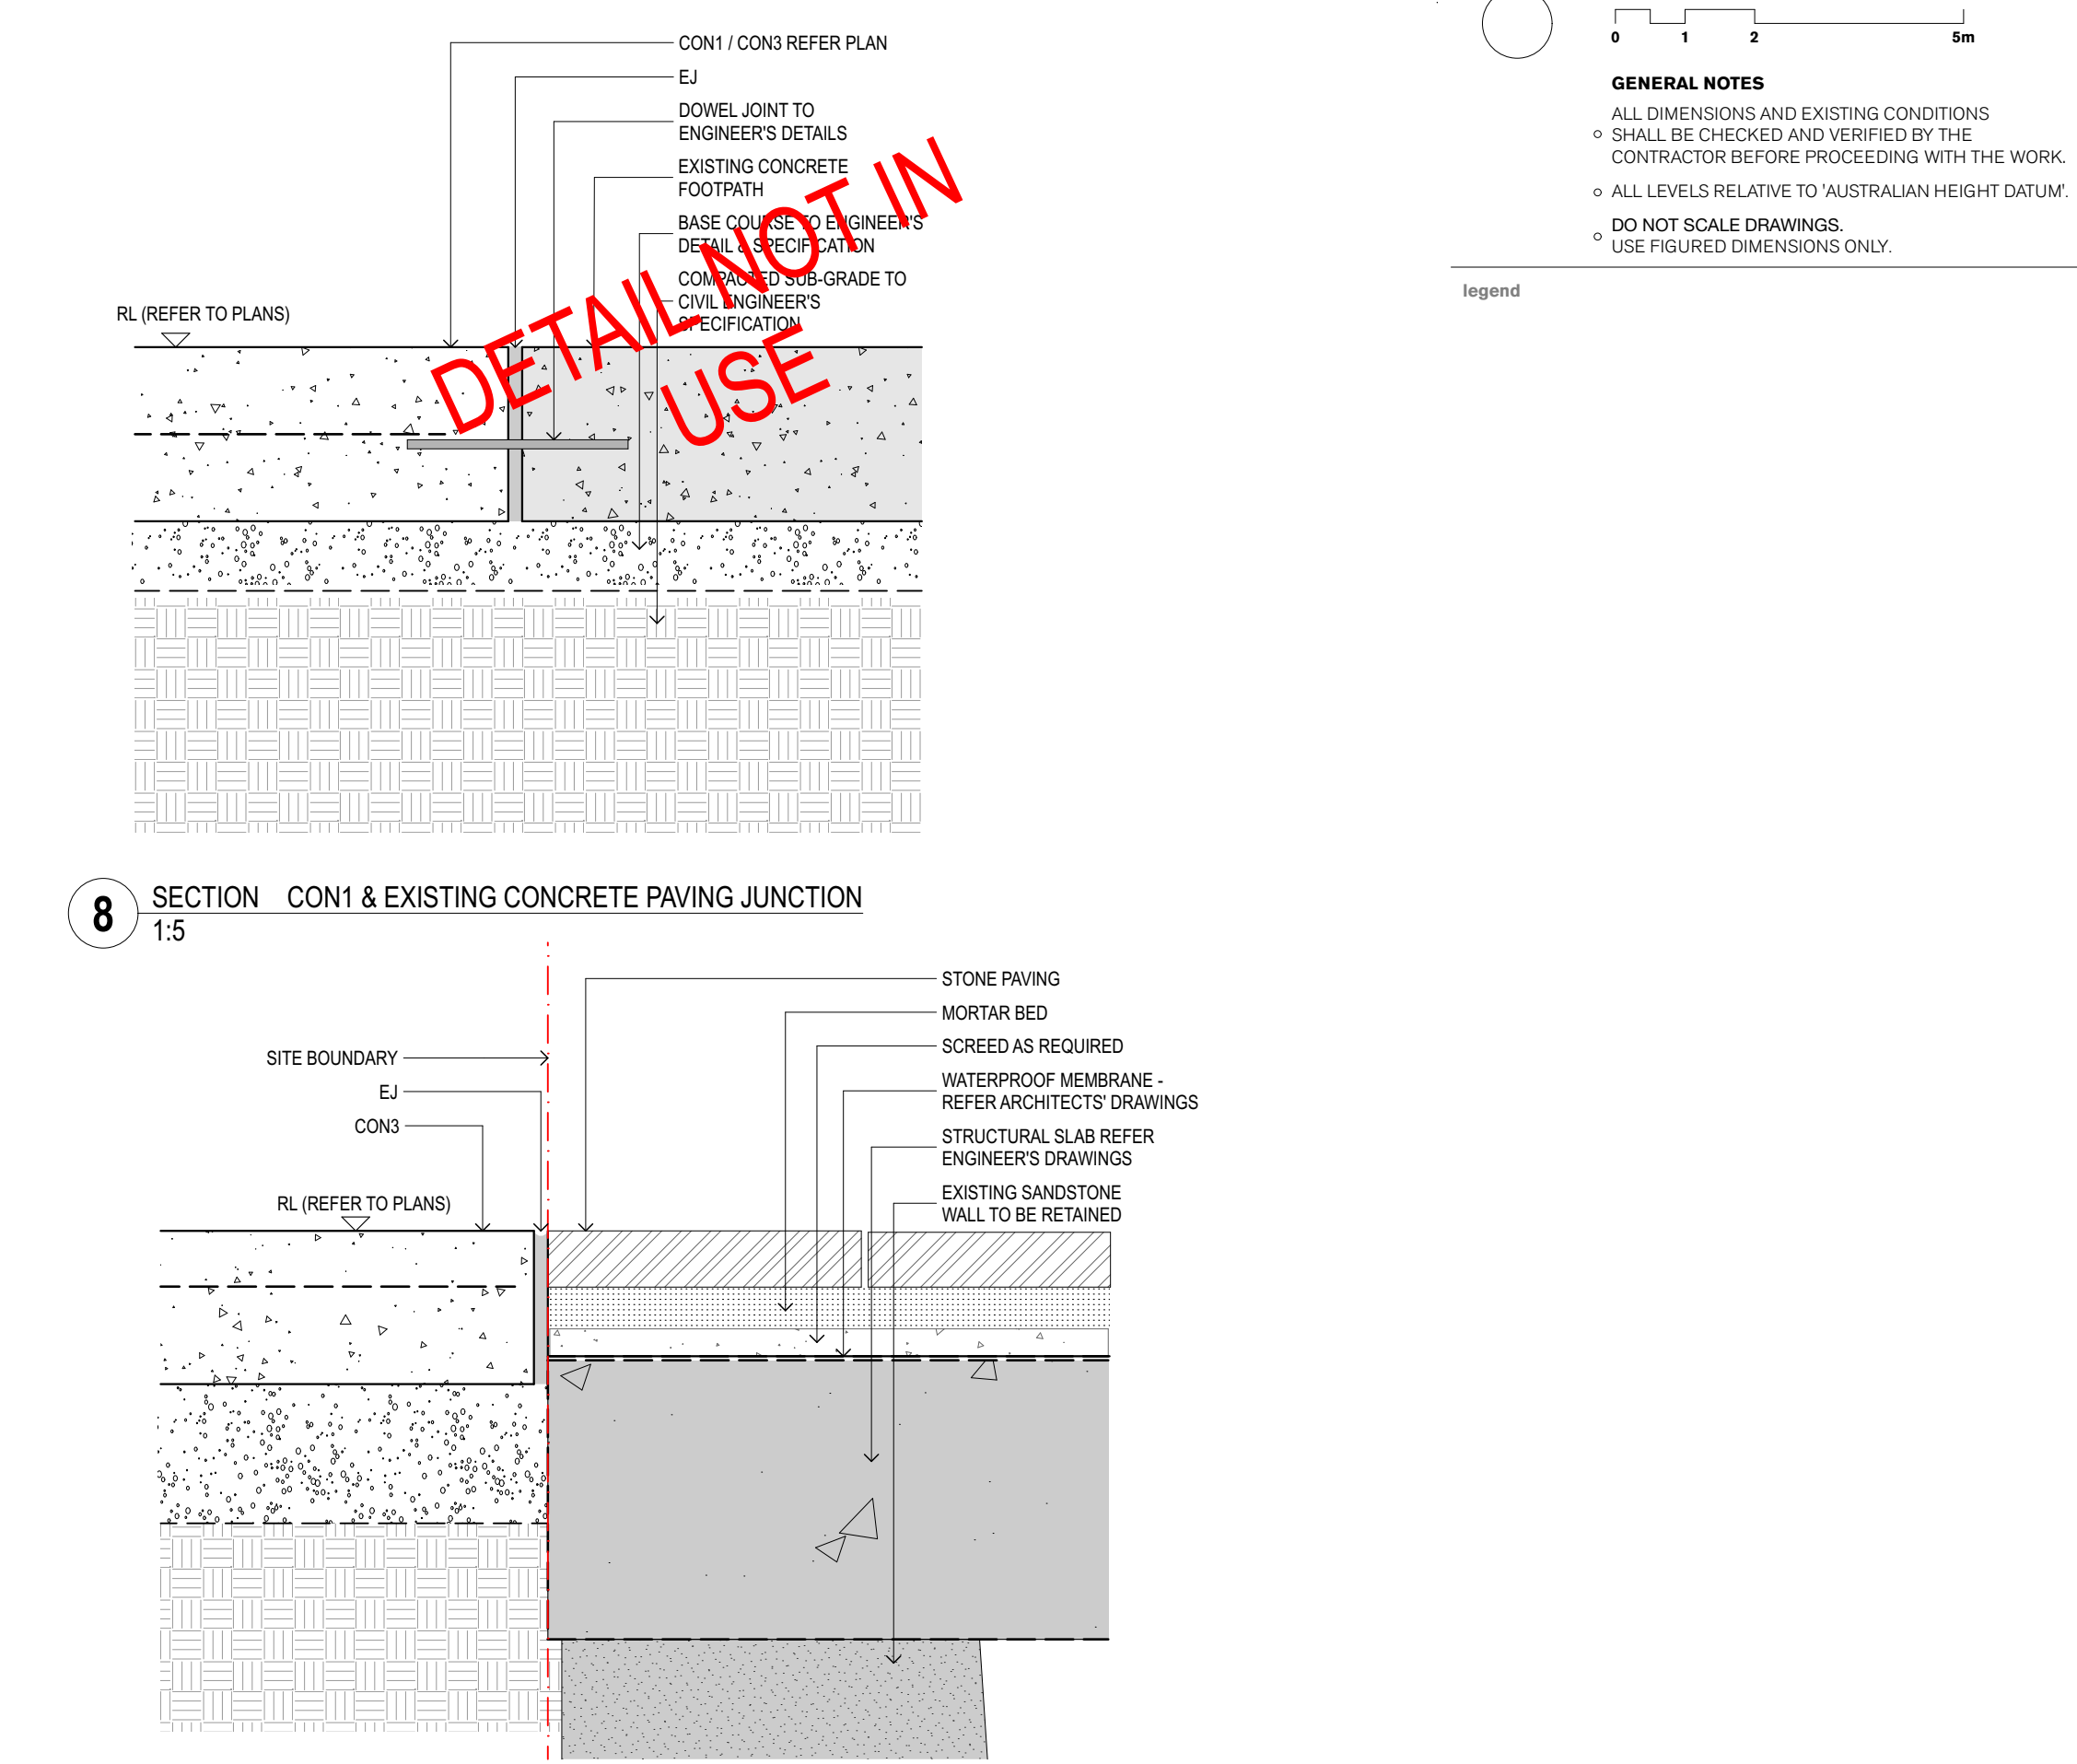 CON1 / CON3 REFER PLAN
EJ
DOWEL JOINT TO
ENGINEER'S DETAILS
EXISTING CONCRETE
FOOTPATH
BASE COURSE TO ENGINEER'S
DETAIL & SPECIFICATION
COMPACTED SUB-GRADE TO
CIVIL ENGINEER'S
SPECIFICATION
RL (REFER TO PLANS)
DETAIL NOT IN
USE
8
SECTION CON1 & EXISTING CONCRETE PAVING JUNCTION
1:5
STONE PAVING
MORTAR BED
SCREED AS REQUIRED
WATERPROOF MEMBRANE -
REFER ARCHITECTS' DRAWINGS
STRUCTURAL SLAB REFER
ENGINEER'S DRAWINGS
EXISTING SANDSTONE
WALL TO BE RETAINED
SITE BOUNDARY
EJ
CON3
RL (REFER TO PLANS)
0 1 2 5m
GENERAL NOTES
ALL DIMENSIONS AND EXISTING CONDITIONS
SHALL BE CHECKED AND VERIFIED BY THE
CONTRACTOR BEFORE PROCEEDING WITH THE WORK.
ALL LEVELS RELATIVE TO 'AUSTRALIAN HEIGHT DATUM'.
DO NOT SCALE DRAWINGS.
USE FIGURED DIMENSIONS ONLY.
legend